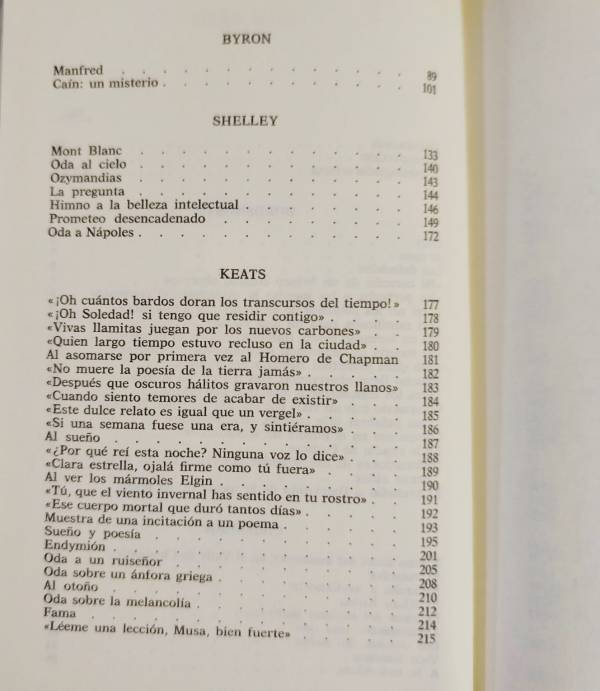 BYRON
Manfred . . . . . . . . . . . . . 89
Caín: un misterio . . . . . . . . . . . 101
SHELLEY
Mont Blanc . . . . . . . . . . . . 133
Oda al cielo . . . . . . . . . . . . 140
Ozymandias . . . . . . . . . . . . 143
La pregunta . . . . . . . . . . . . 144
Himno a la belleza intelectual . . . . . . . 146
Prometeo desencadenado . . . . . . . . 149
Oda a Nápoles . . . . . . . . . . . . 172
KEATS
«¡Oh cuántos bardos doran los transcursos del tiempo!» 177
«¡Oh Soledad! si tengo que residir contigo» . . . . 178
«Vivas llamitas juegan por los nuevos carbones» . . 179
«Quien largo tiempo estuvo recluso en la ciudad» . . 180
Al asomarse por primera vez al Homero de Chapman 181
«No muere la poesía de la tierra jamás» . . . . 182
«Después que oscuros hálitos gravaron nuestros llanos» 183
«Cuando siento temores de acabar de existir» . . . 184
«Este dulce relato es igual que un vergel» . . . . 185
«Si una semana fuese una era, y sintiéramos» . . . 186
Al sueño . . . . . . . . . . . . . 187
«¿Por qué reí esta noche? Ninguna voz lo dice» . . . 188
«Clara estrella, ojalá firme como tú fuera» . . . . 189
Al ver los mármoles Elgin . . . . . . . . 190
«Tú, que el viento invernal has sentido en tu rostro» . . 191
«Ese cuerpo mortal que duró tantos días» . . . . . 192
Muestra de una incitación a un poema . . . . . . 193
Sueño y poesía . . . . . . . . . . . 195
Endymión . . . . . . . . . . . . . 201
Oda a un ruiseñor . . . . . . . . . . 205
Oda sobre un ánfora griega . . . . . . . . 208
Al otoño . . . . . . . . . . . . . 210
Oda sobre la melancolía . . . . . . . . . 212
Fama . . . . . . . . . . . . . . 214
«Léeme una lección, Musa, bien fuerte» . . . . . 215